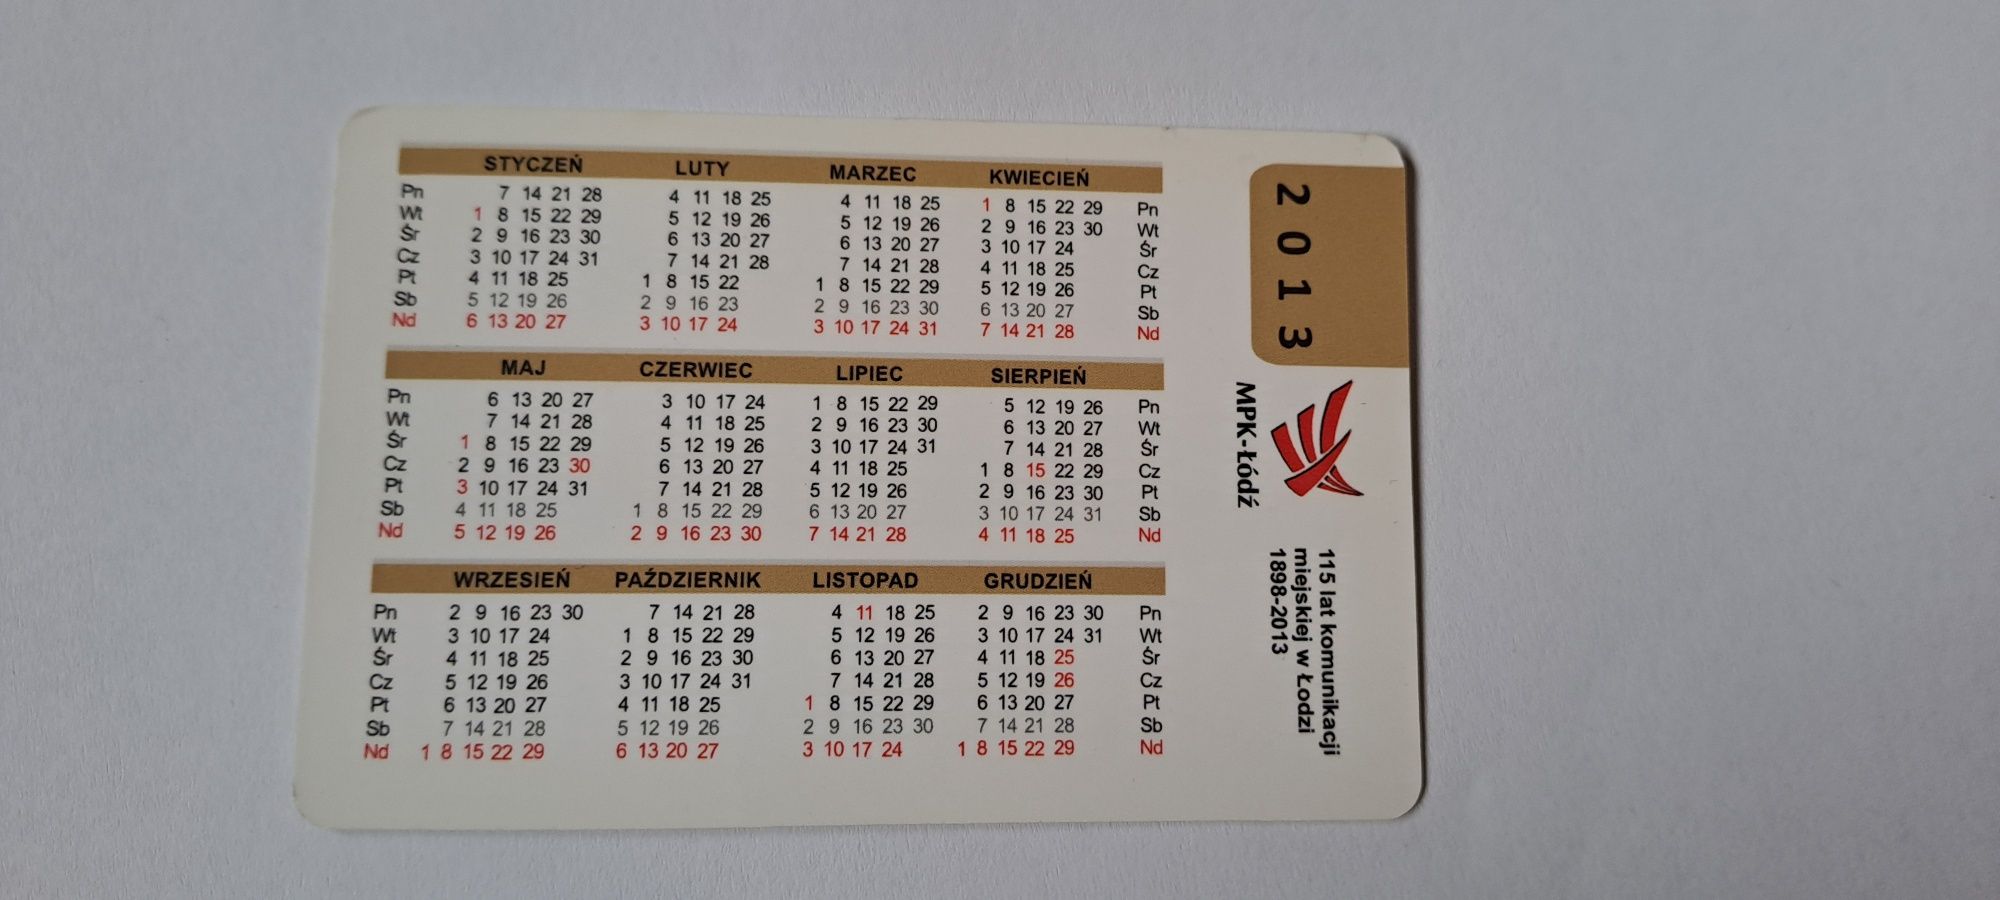 STYCZEŃ LUTY MARZEC KWIECIEŃ
Pn 7 14 21 28 4 11 18 25 4 11 18 25 1 8 15 22 29 Pn
Wt 1 8 15 22 29 5 12 19 26 5 12 19 26 2 9 16 23 30 Wt
Śr 2 9 16 23 30 6 13 20 27 6 13 20 27 3 10 17 24 Śr
Cz 3 10 17 24 31 7 14 21 28 7 14 21 28 4 11 18 25 Cz
Pt 4 11 18 25 1 8 15 22 1 8 15 22 29 5 12 19 26 Pt
Sb 5 12 19 26 2 9 16 23 2 9 16 23 30 6 13 20 27 Sb
Nd 6 13 20 27 3 10 17 24 3 10 17 24 31 7 14 21 28 Nd
MAJ CZERWIEC LIPIEC SIERPIEŃ
Pn 6 13 20 27 3 10 17 24 1 8 15 22 29 5 12 19 26 Pn
Wt 7 14 21 28 4 11 18 25 2 9 16 23 30 6 13 20 27 Wt
Śr 1 8 15 22 29 5 12 19 26 3 10 17 24 31 7 14 21 28 Śr
Cz 2 9 16 23 30 6 13 20 27 4 11 18 25 1 8 15 22 29 Cz
Pt 3 10 17 24 31 7 14 21 28 5 12 19 26 2 9 16 23 30 Pt
Sb 4 11 18 25 1 8 15 22 29 6 13 20 27 3 10 17 24 31 Sb
Nd 5 12 19 26 2 9 16 23 30 7 14 21 28 4 11 18 25 Nd
WRZESIEŃ PAŹDZIERNIK LISTOPAD GRUDZIEŃ
Pn 2 9 16 23 30 7 14 21 28 4 11 18 25 2 9 16 23 30 Pn
Wt 3 10 17 24 1 8 15 22 29 5 12 19 26 3 10 17 24 31 Wt
Śr 4 11 18 25 2 9 16 23 30 6 13 20 27 4 11 18 25 Śr
Cz 5 12 19 26 3 10 17 24 31 7 14 21 28 5 12 19 26 Cz
Pt 6 13 20 27 4 11 18 25 1 8 15 22 29 6 13 20 27 Pt
Sb 7 14 21 28 5 12 19 26 2 9 16 23 30 7 14 21 28 Sb
Nd 1 8 15 22 29 6 13 20 27 3 10 17 24 1 8 15 22 29 Nd
2013
MPK-Łódź
115 lat komunikacji
miejskiej w Łodzi
1898-2013